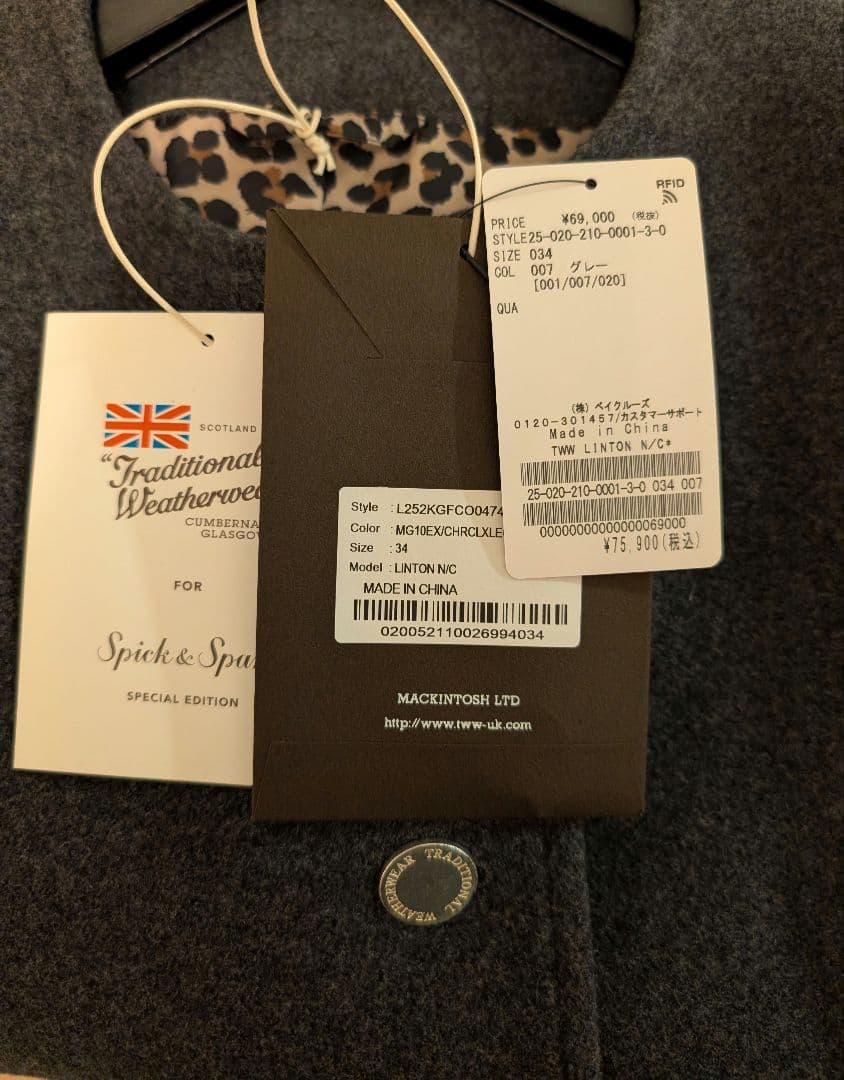 RFID
PRICE ¥69,000 (税抜)
STYLE25-020-210-0001-3-0
SIZE 034
COL 007 グレー
[001/007/020]
QUA
(株)ベイクルーズ
0120-301457/カスタマーサポート
Made in China
TWW LINTON N/C*
25-020-210-0001-3-0 034 007
00000000000000069000
¥75,900(税込)
SCOTLAND
"Traditional
Weatherwea
CUMBERNA
GLASGO
FOR
Spick & Spa
SPECIAL EDITION
Style : L252KGFCO0474
Color : MG10EX/CHRCLXLE
Size : 34
Model : LINTON N/C
MADE IN CHINA
020052110026994034
MACKINTOSH LTD
http://www.tww-uk.com
TRADITIONAL WEATHERWEAR